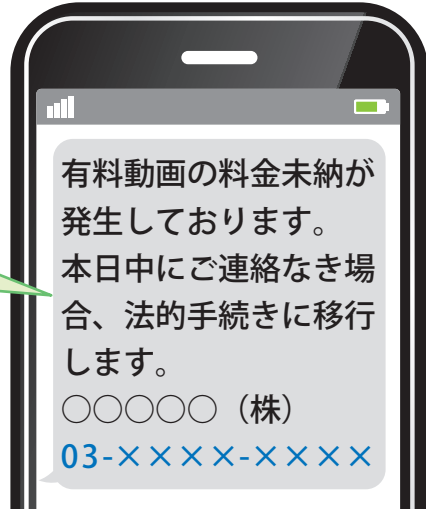 有料動画の料金未納が
発生しております。
本日中にご連絡なき場
合、法的手続きに移行
します。
○○○○○（株）
03-××××-××××